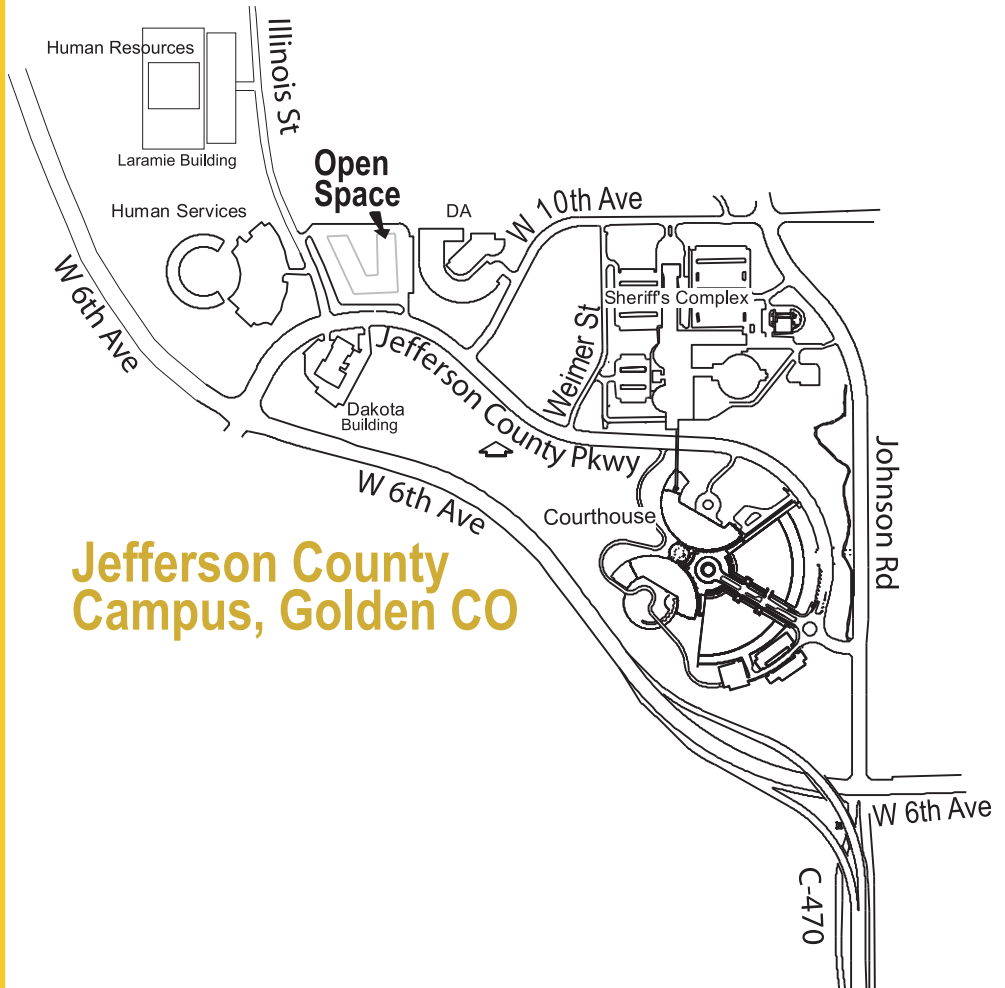 Illinois St
Human Resources
Laramie Building
Open
Space
Human Services
DA
W 10th Ave
W 6th Ave
Sheriff's Complex
Weimer St
Jefferson County Pkwy
Dakota
Building
W 6th Ave
Johnson Rd
Courthouse
Jefferson County
Campus, Golden CO
W 6th Ave
C-470